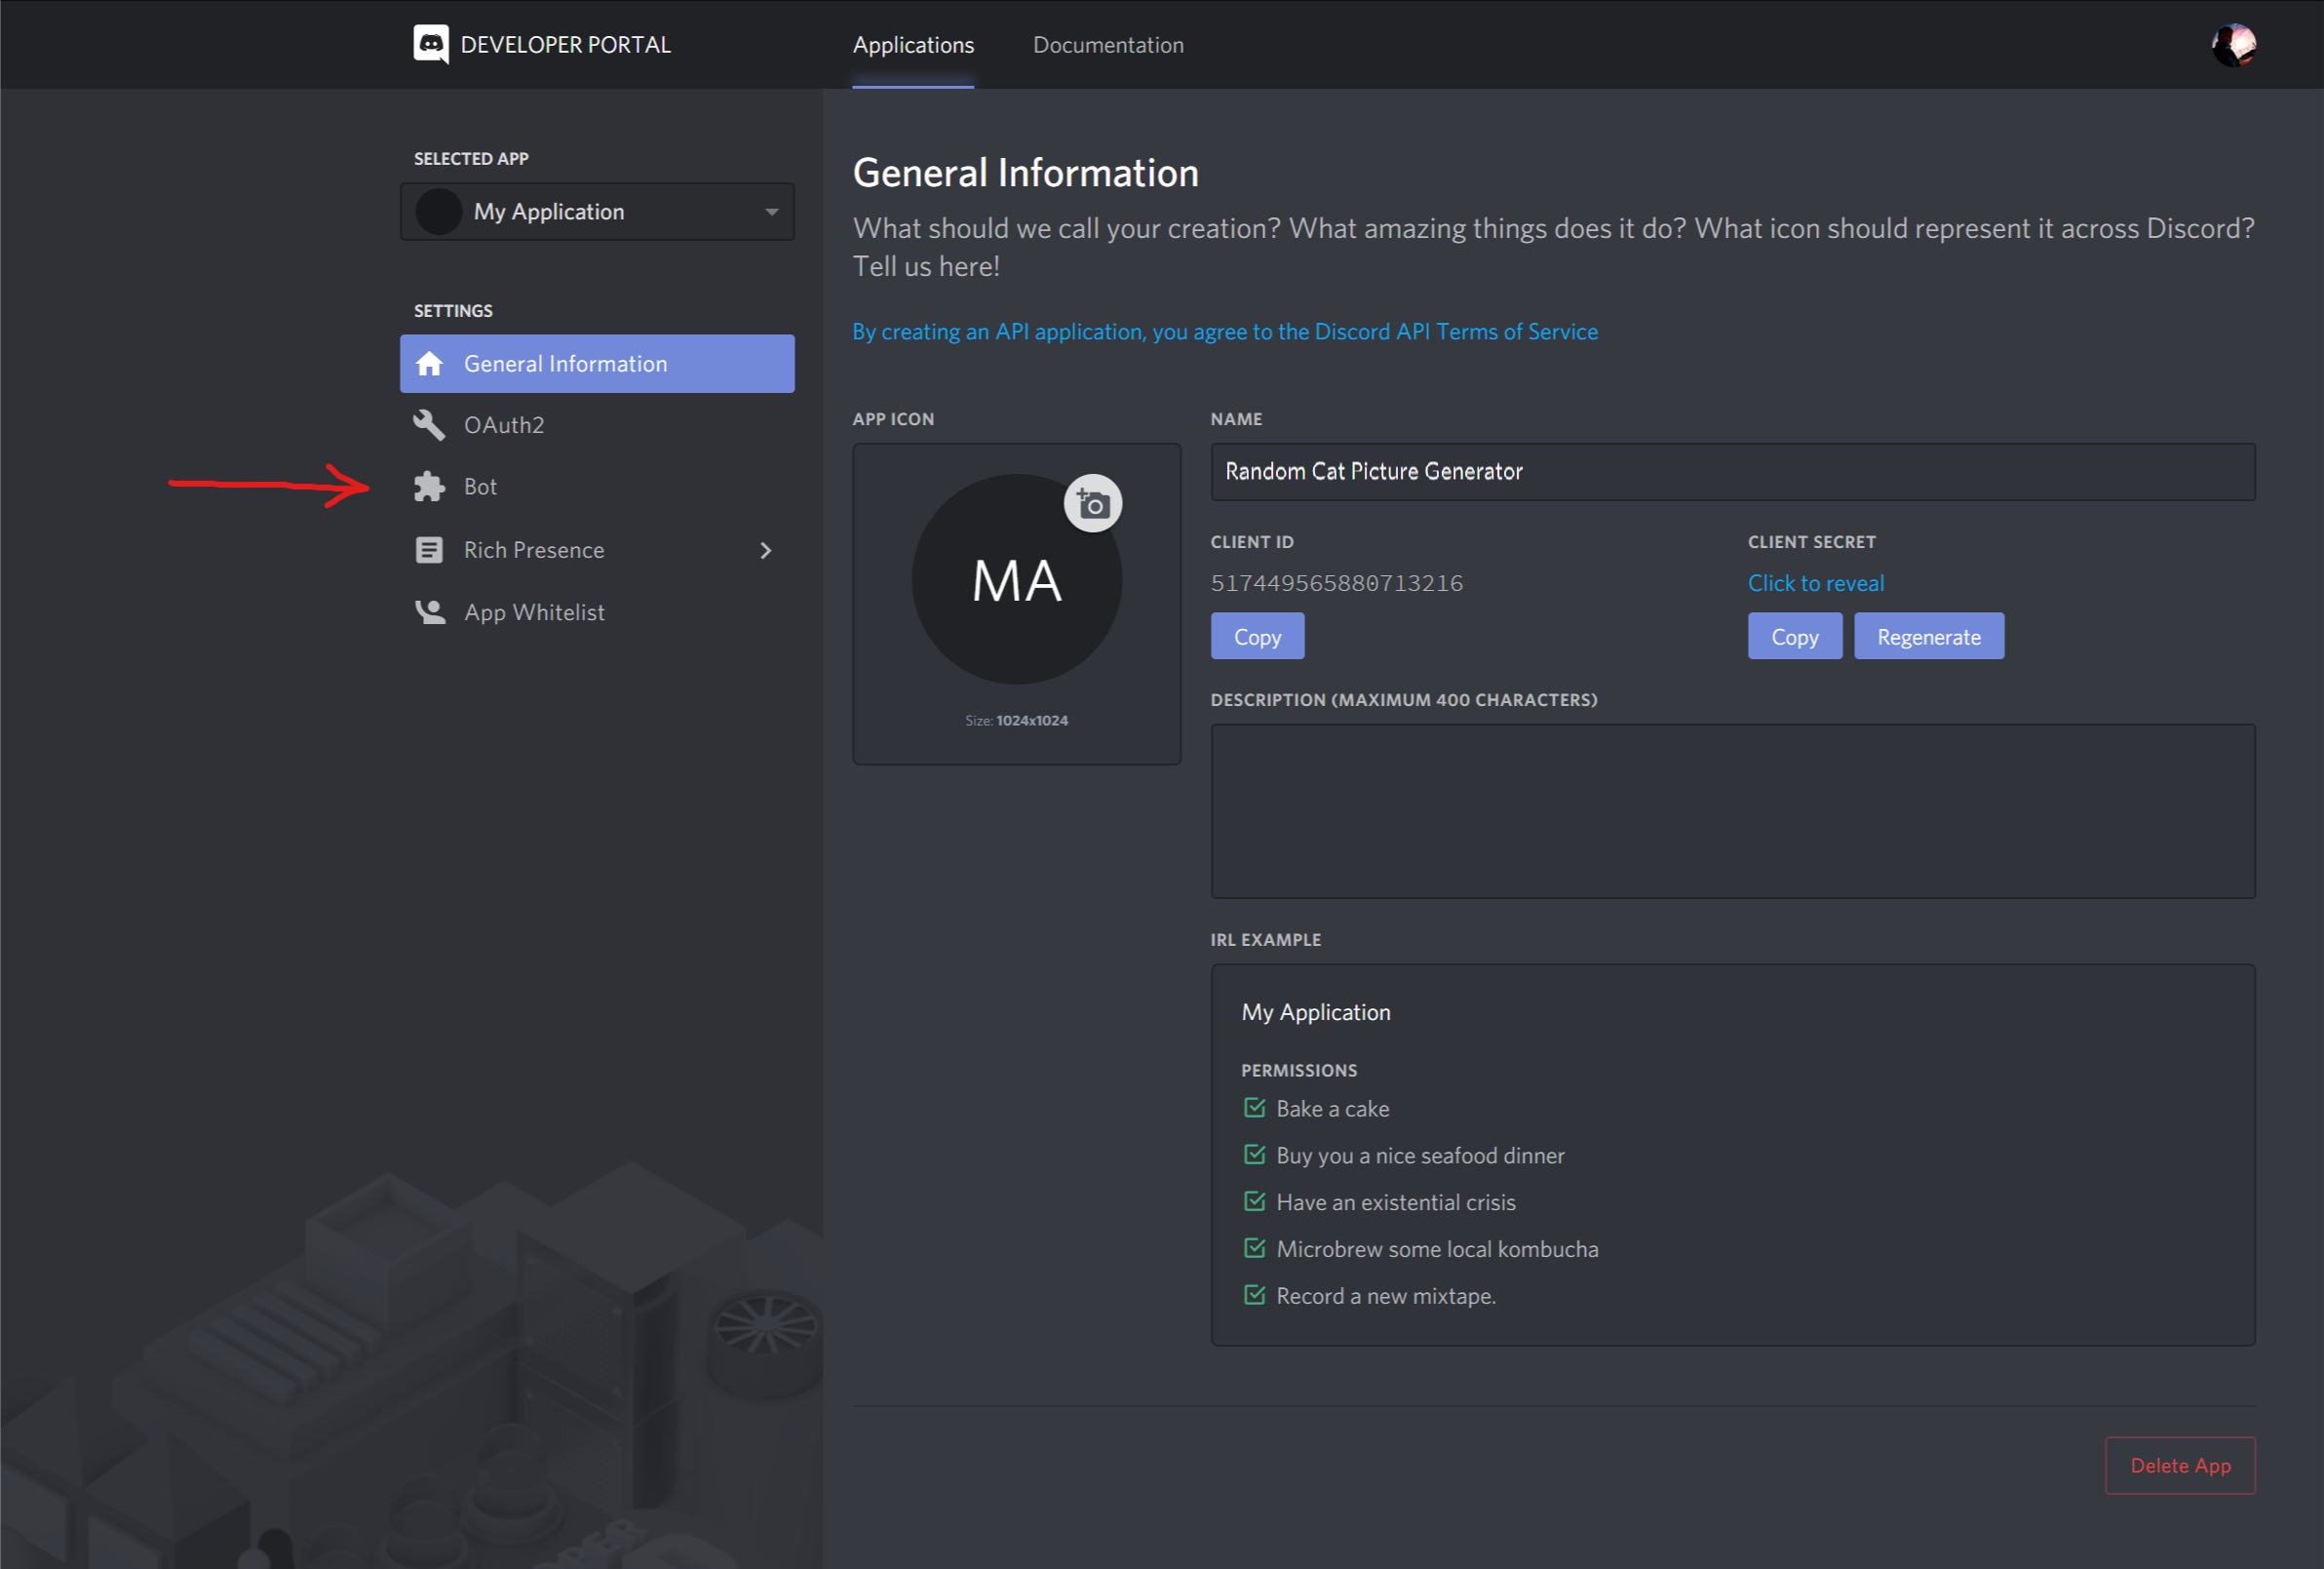 DEVELOPER PORTAL
Applications
Documentation
SELECTED APP
My Application
SETTINGS
General Information
OAuth2
Bot
Rich Presence
App Whitelist
General Information
What should we call your creation? What amazing things does it do? What icon should represent it across Discord?
Tell us here!
By creating an API application, you agree to the Discord API Terms of Service
APP ICON
MA
Size: 1024x1024
NAME
Random Cat Picture Generator
CLIENT ID
517449565880713216
Copy
CLIENT SECRET
Click to reveal
Copy
Regenerate
DESCRIPTION (MAXIMUM 400 CHARACTERS)
IRL EXAMPLE
My Application
PERMISSIONS
Bake a cake
Buy you a nice seafood dinner
Have an existential crisis
Microbrew some local kombucha
Record a new mixtape.
Delete App